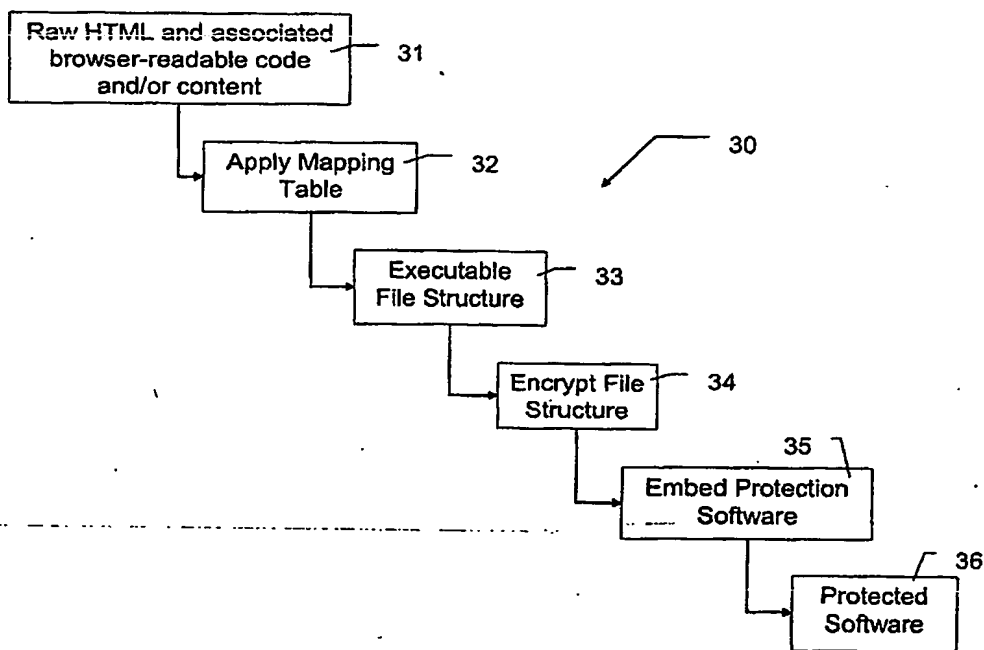 Raw HTML and associated
browser-readable code
and/or content
31
Apply Mapping
Table
32
30
Executable
File Structure
33
Encrypt File
Structure
34
35
Embed Protection
Software
36
Protected
Software